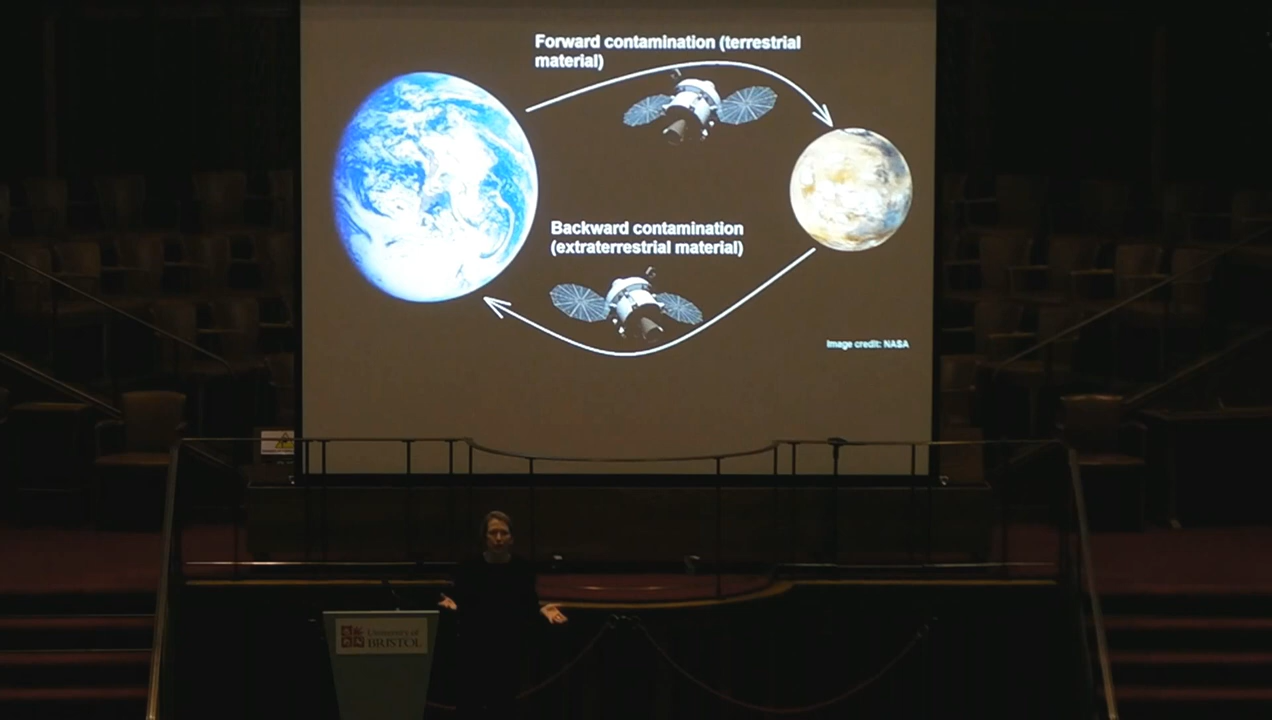 Forward contamination (terrestrial
material)
Backward contamination
(extraterrestrial material)
Image credit: NASA
University of
BRISTOL